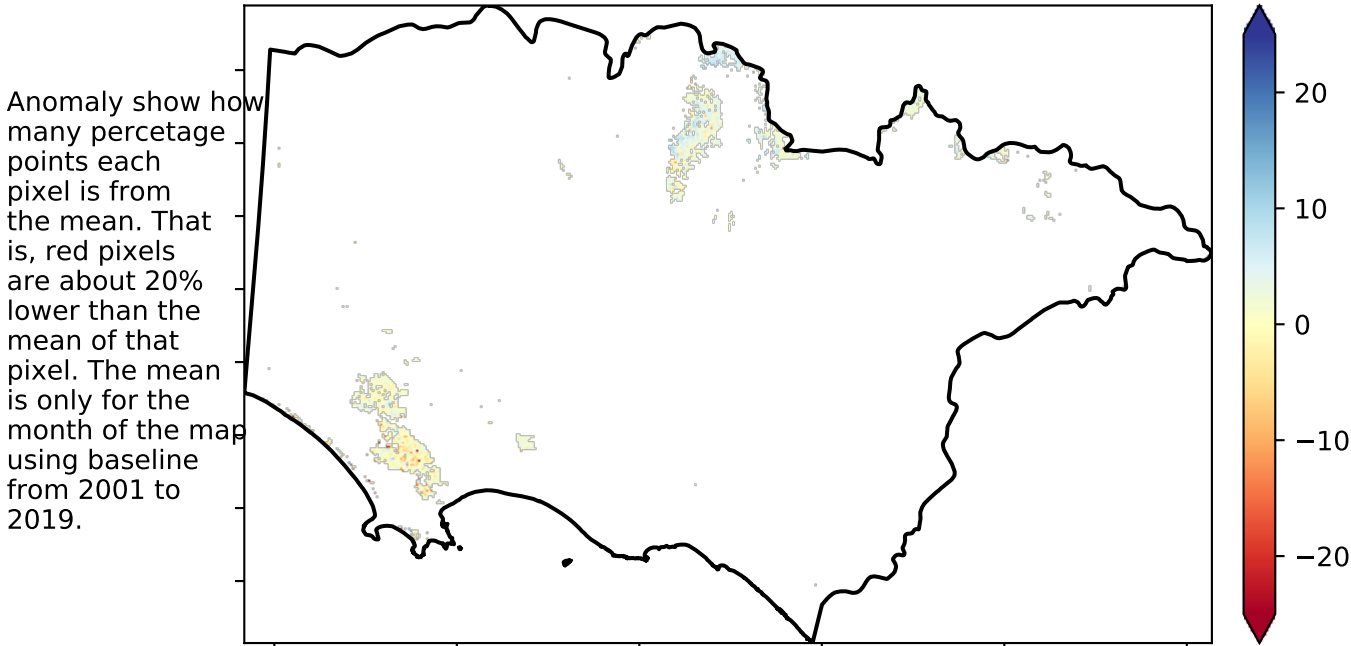 Anomaly show how
many percetage
points each
pixel is from
the mean. That
is, red pixels
are about 20%
lower than the
mean of that
pixel. The mean
is only for the
month of the map
using baseline
from 2001 to
2019.
20
10
0
−10
−20